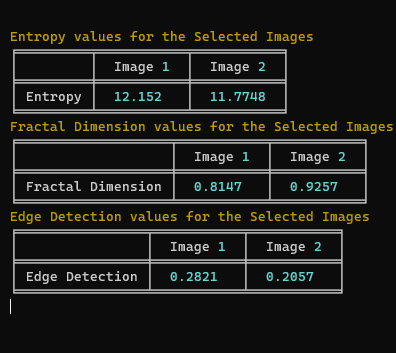 Entropy values for the Selected Images
Image 1 Image 2
Entropy 12.152 11.7748
Fractal Dimension values for the Selected Images
Image 1 Image 2
Fractal Dimension 0.8147 0.9257
Edge Detection values for the Selected Images
Image 1 Image 2
Edge Detection 0.2821 0.2057